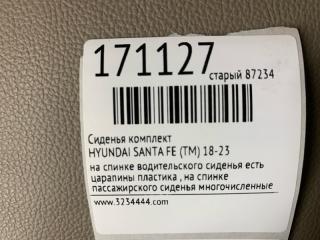 171127 старый 87234
Сиденья комплект
HYUNDAI SANTA FE (TM) 18-23
на спинке водительского сиденья есть
царапины пластика , на спинке
пассажирского сиденья многочисленные
www.3234444.com